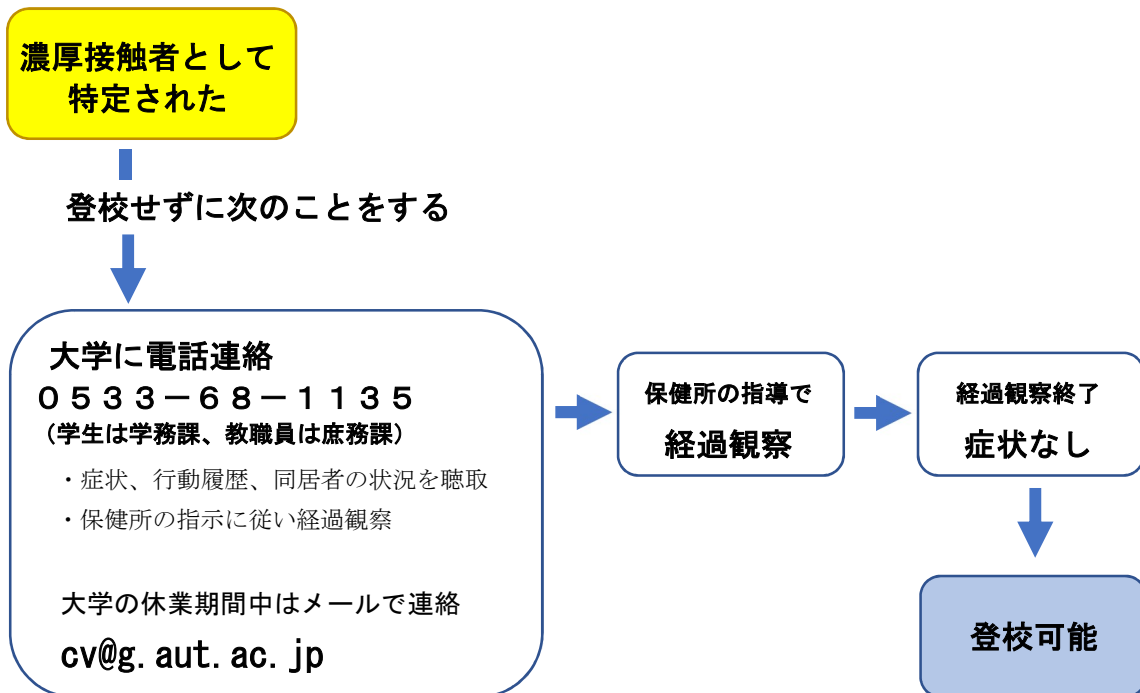 濃厚接触者として
特定された
登校せずに次のことをする
大学に電話連絡
０５３３－６８－１１３５
（学生は学務課、教職員は庶務課）
・症状、行動履歴、同居者の状況を聴取
・保健所の指示に従い経過観察
大学の休業期間中はメールで連絡
cv@g.aut.ac.jp
保健所の指導で
経過観察
経過観察終了
症状なし
登校可能